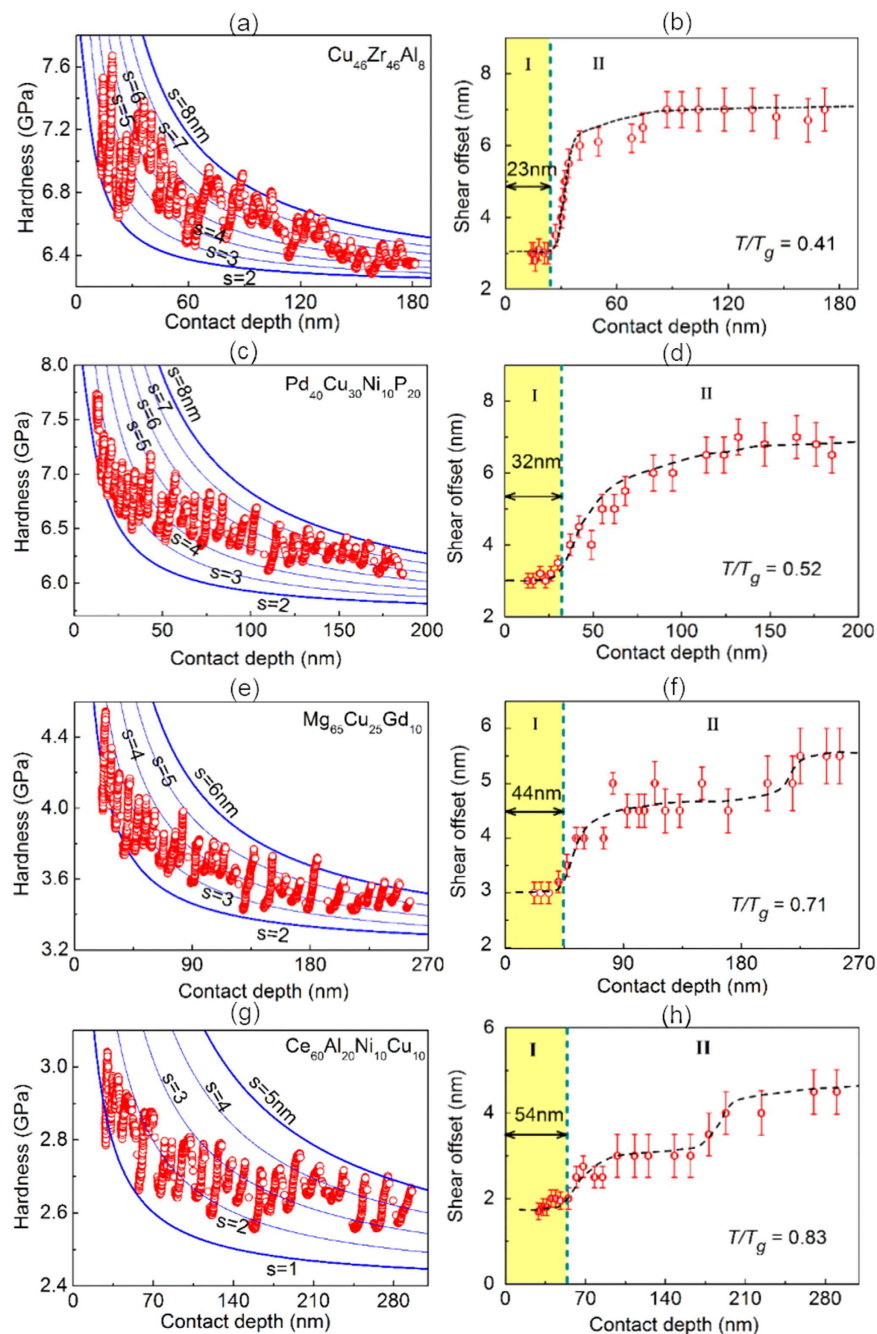 (a)
Hardness (GPa)
7.6
7.2
6.8
6.4
Cu46Zr46Al8
s=8nm
s=7
s=6
s=5
s=4
s=3
s=2
0 60 120 180
Contact depth (nm)
(b)
Shear offset (nm)
8
6
4
2
I II
23nm
T/Tg = 0.41
0 60 120 180
Contact depth (nm)
(c)
Hardness (GPa)
8.0
7.5
7.0
6.5
6.0
Pd40Cu30Ni10P20
s=8nm
s=7
s=6
s=5
s=4
s=3
s=2
0 50 100 150 200
Contact depth (nm)
(d)
Shear offset (nm)
8
6
4
2
I II
32nm
T/Tg = 0.52
0 50 100 150 200
Contact depth (nm)
(e)
Hardness (GPa)
4.4
4.0
3.6
3.2
Mg65Cu25Gd10
s=6nm
s=5
s=4
s=3
s=2
0 90 180 270
Contact depth (nm)
(f)
Shear offset (nm)
6
5
4
3
2
I II
44nm
T/Tg = 0.71
0 90 180 270
Contact depth (nm)
(g)
Hardness (GPa)
3.0
2.7
2.4
Ce60Al20Ni10Cu10
s=5nm
s=4
s=3
s=2
s=1
0 70 140 210 280
Contact depth (nm)
(h)
Shear offset (nm)
6
4
2
0
I II
54nm
T/Tg = 0.83
0 70 140 210 280
Contact depth (nm)